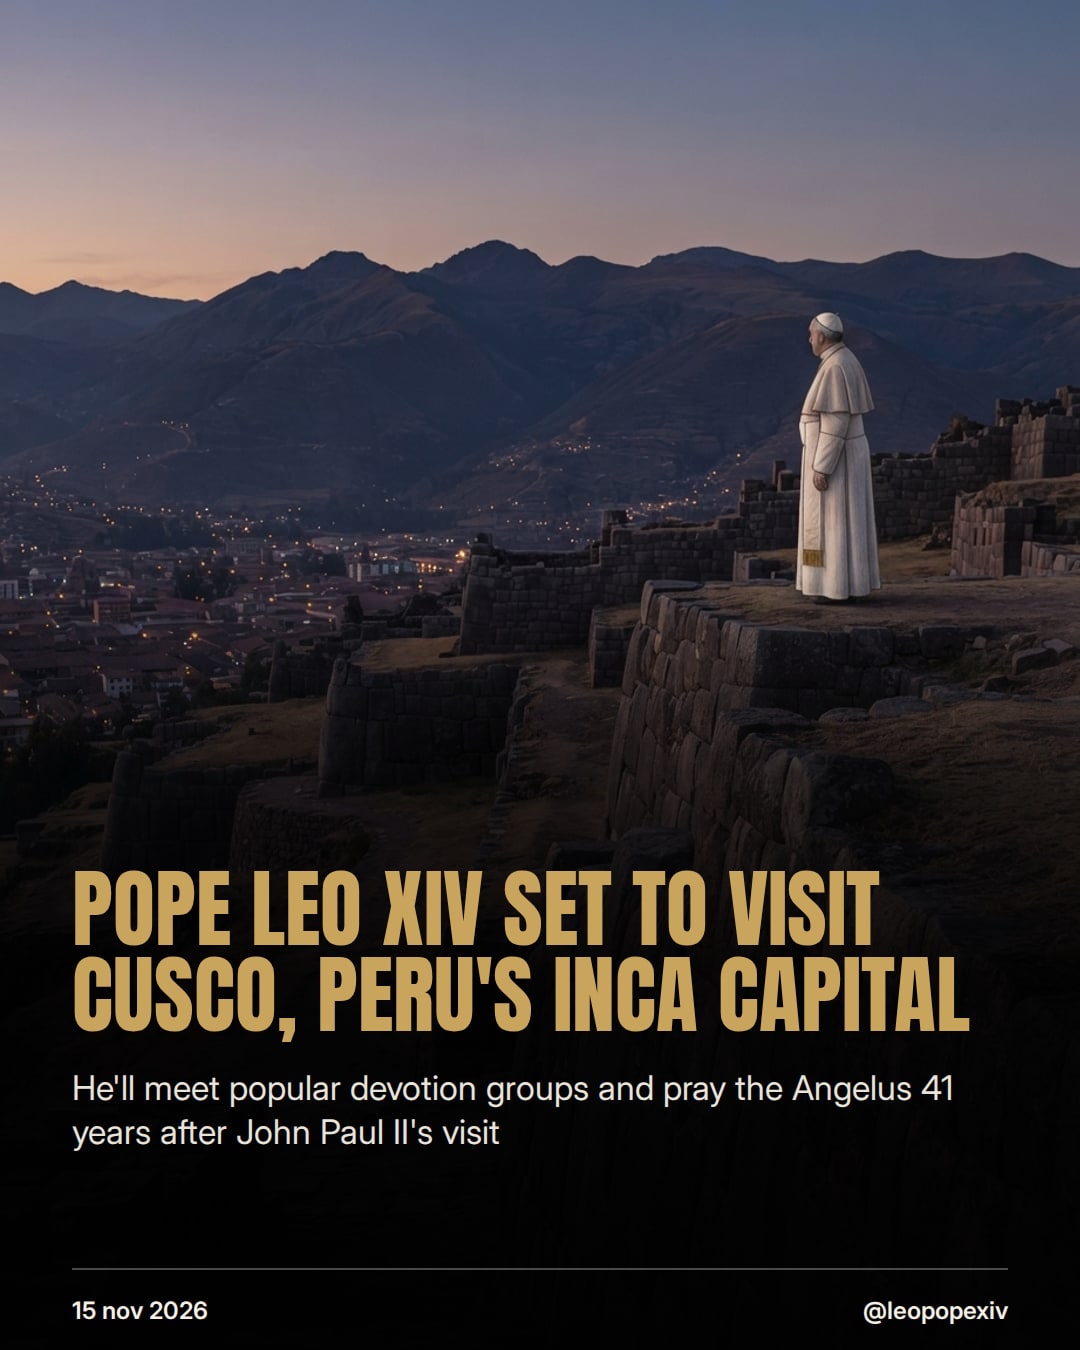 POPE LEO XIV SET TO VISIT
CUSCO, PERU'S INCA CAPITAL
He'll meet popular devotion groups and pray the Angelus 41
years after John Paul II's visit
15 nov 2026
@leopopexiv